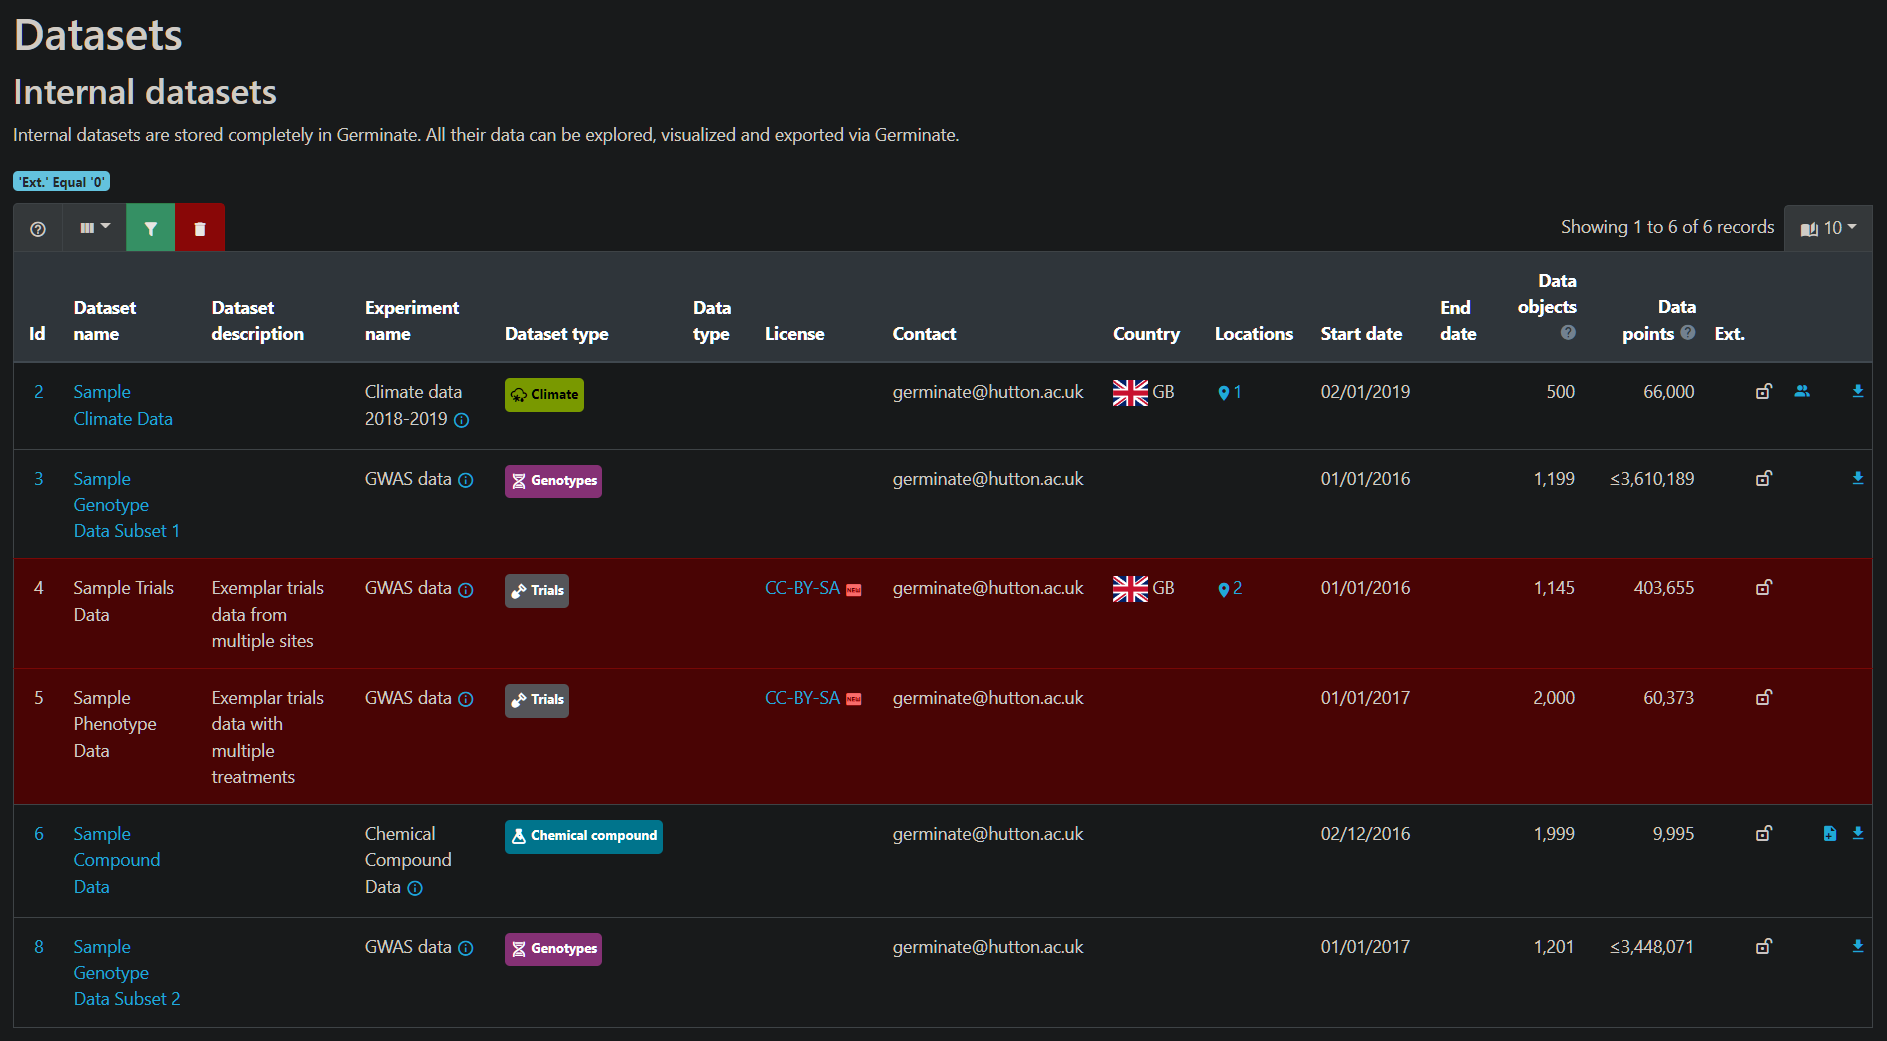 Datasets
Internal datasets
Internal datasets are stored completely in Germinate. All their data can be explored, visualized and exported via Germinate.
'Ext.' Equal '0'
Showing 1 to 6 of 6 records 10
Id Dataset name Dataset description Experiment name Dataset type Data type License Contact Country Locations Start date End date Data objects Data points Ext.
2 Sample Climate Data Climate data 2018-2019 Climate germinate@hutton.ac.uk GB 1 02/01/2019 500 66,000
3 Sample Genotype Data Subset 1 GWAS data Genotypes germinate@hutton.ac.uk 01/01/2016 1,199 ≤3,610,189
4 Sample Trials Data Exemplar trials data from multiple sites GWAS data Trials CC-BY-SA NEW germinate@hutton.ac.uk GB 2 01/01/2016 1,145 403,655
5 Sample Phenotype Data Exemplar trials data with multiple treatments GWAS data Trials CC-BY-SA NEW germinate@hutton.ac.uk 01/01/2017 2,000 60,373
6 Sample Compound Data Chemical Compound Data Chemical compound germinate@hutton.ac.uk 02/12/2016 1,999 9,995
8 Sample Genotype Data Subset 2 GWAS data Genotypes germinate@hutton.ac.uk 01/01/2017 1,201 ≤3,448,071